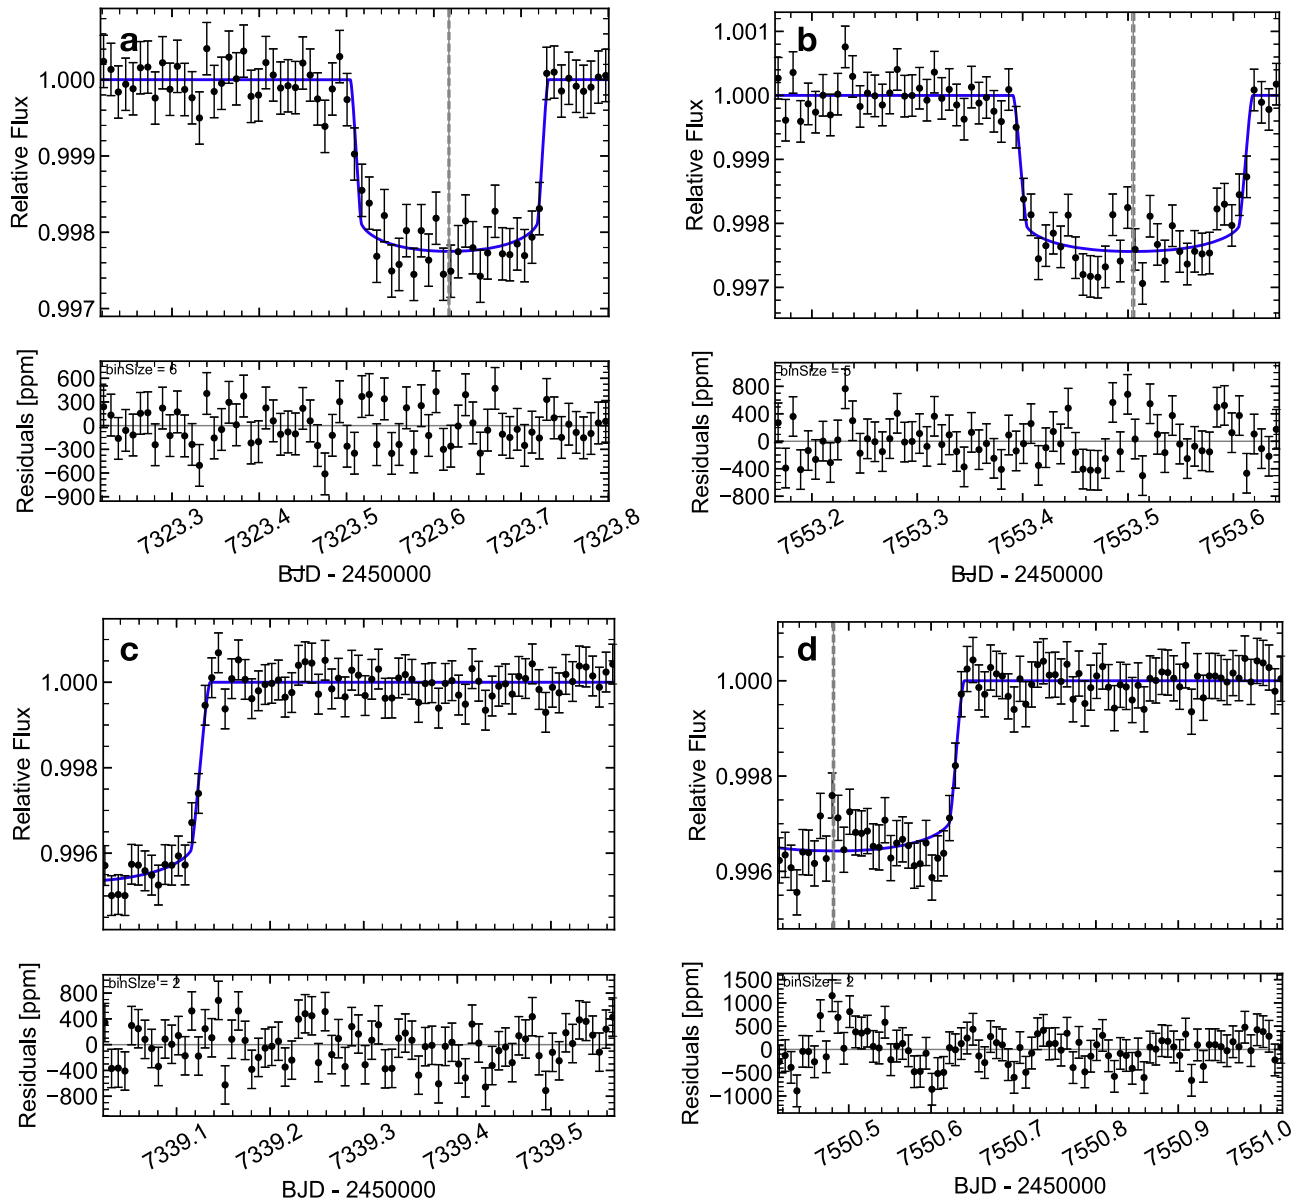 a
Relative Flux
1.000
0.999
0.998
0.997
binSize = 6
Residuals [ppm]
600
300
0
−300
−600
−900
7323.3 7323.4 7323.5 7323.6 7323.7 7323.8
BJD - 2450000
b
Relative Flux
1.001
1.000
0.999
0.998
0.997
binSize = 5
Residuals [ppm]
800
400
0
−400
−800
7553.2 7553.3 7553.4 7553.5 7553.6
BJD - 2450000
c
Relative Flux
1.000
0.998
0.996
binSize = 2
Residuals [ppm]
800
400
0
−400
−800
7339.1 7339.2 7339.3 7339.4 7339.5
BJD - 2450000
d
Relative Flux
1.000
0.998
0.996
binSize = 2
Residuals [ppm]
1500
1000
500
0
−500
−1000
7550.5 7550.6 7550.7 7550.8 7550.9 7551.0
BJD - 2450000